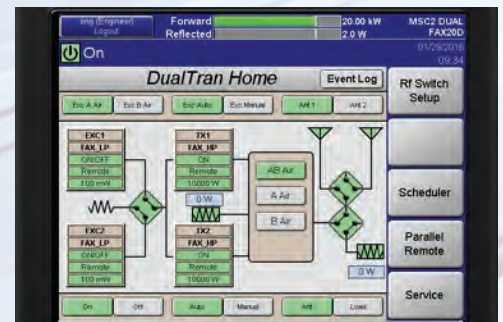 eng (Engineer)
Logout
Forward
20.00 kW
Reflected
2.0 W
MSC2 DUAL
FAX20D
01/29/2016
09:34
On
DualTran Home
Event Log
Rf Switch
Setup
Exc A Air
Exc B Air
Exc Auto
Exc Manual
Ant 1
Ant 2
EXC1
FAX_LP
ON/OFF
Remote
100 mW
TX1
FAX_HP
ON
Remote
10000 W
0 W
AB Air
A Air
B Air
EXC2
FAX_LP
ON/OFF
Remote
100 mW
TX2
FAX_HP
ON
Remote
10000 W
0 W
Scheduler
Parallel
Remote
Service
On
Off
Auto
Manual
Ant
Load